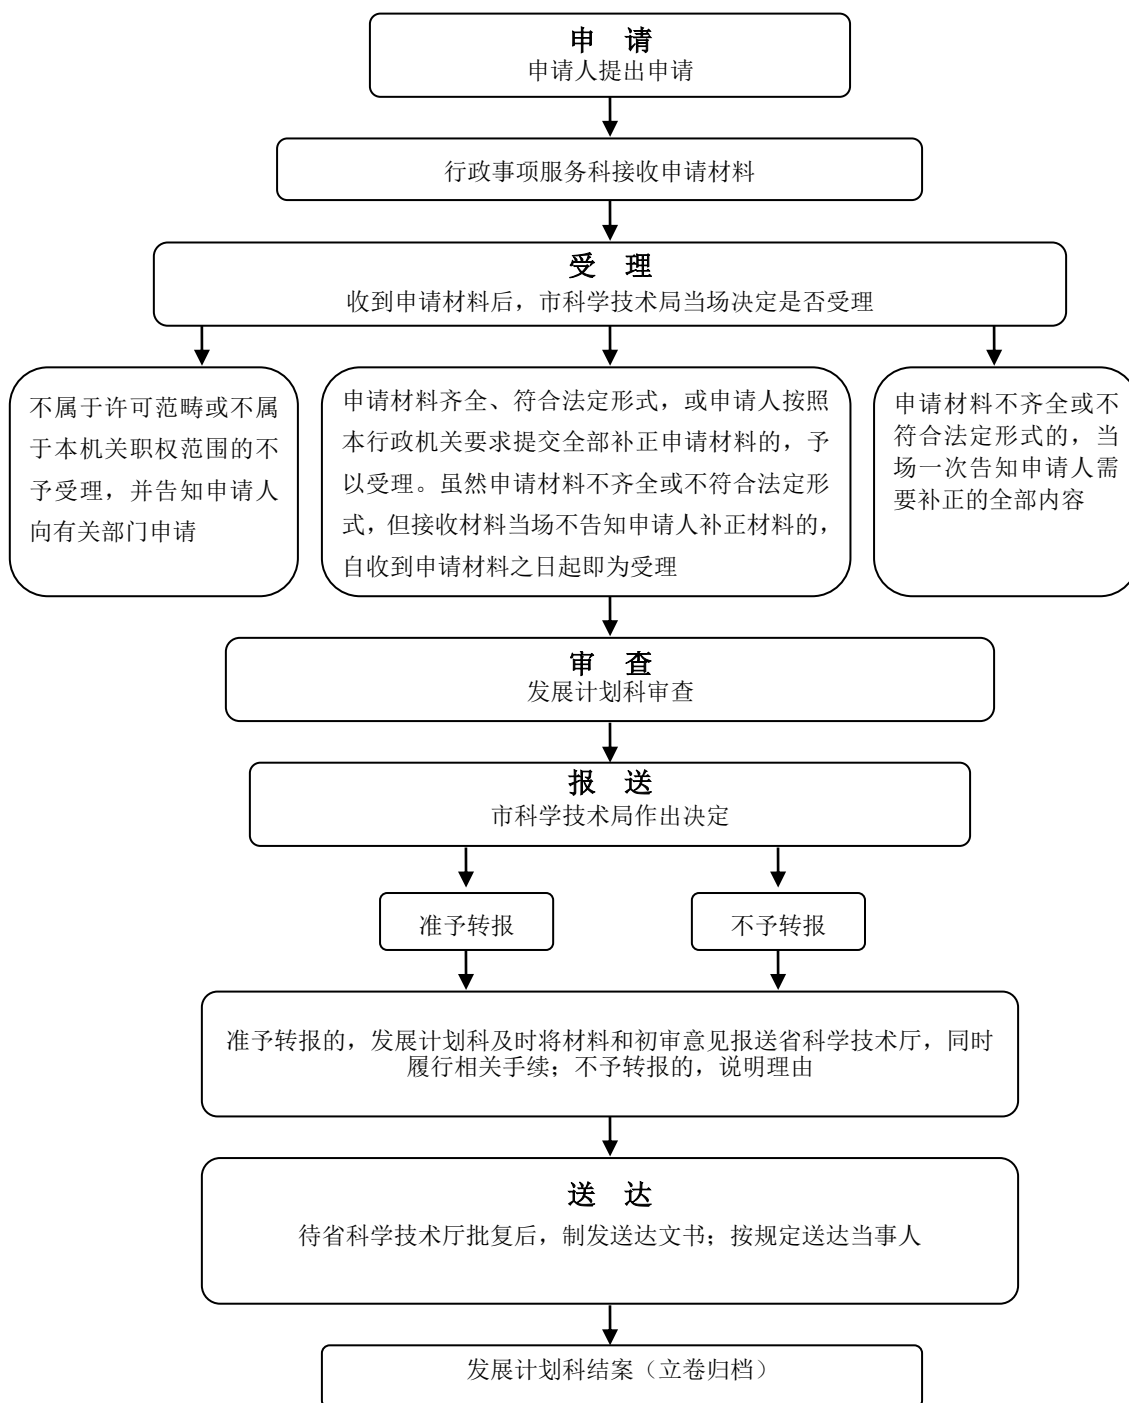 申 请
申请人提出申请
行政事项服务科接收申请材料
受 理
收到申请材料后，市科学技术局当场决定是否受理
不属于许可范畴或不属
于本机关职权范围的不
予受理，并告知申请人
向有关部门申请
申请材料齐全、符合法定形式，或申请人按照
本行政机关要求提交全部补正申请材料的，予
以受理。虽然申请材料不齐全或不符合法定形
式，但接收材料当场不告知申请人补正材料的，
自收到申请材料之日起即为受理
申请材料不齐全或不
符合法定形式的，当
场一次告知申请人需
要补正的全部内容
审 查
发展计划科审查
报 送
市科学技术局作出决定
准予转报
不予转报
准予转报的，发展计划科及时将材料和初审意见报送省科学技术厅，同时
履行相关手续；不予转报的，说明理由
送 达
待省科学技术厅批复后，制发送达文书；按规定送达当事人
发展计划科结案（立卷归档）